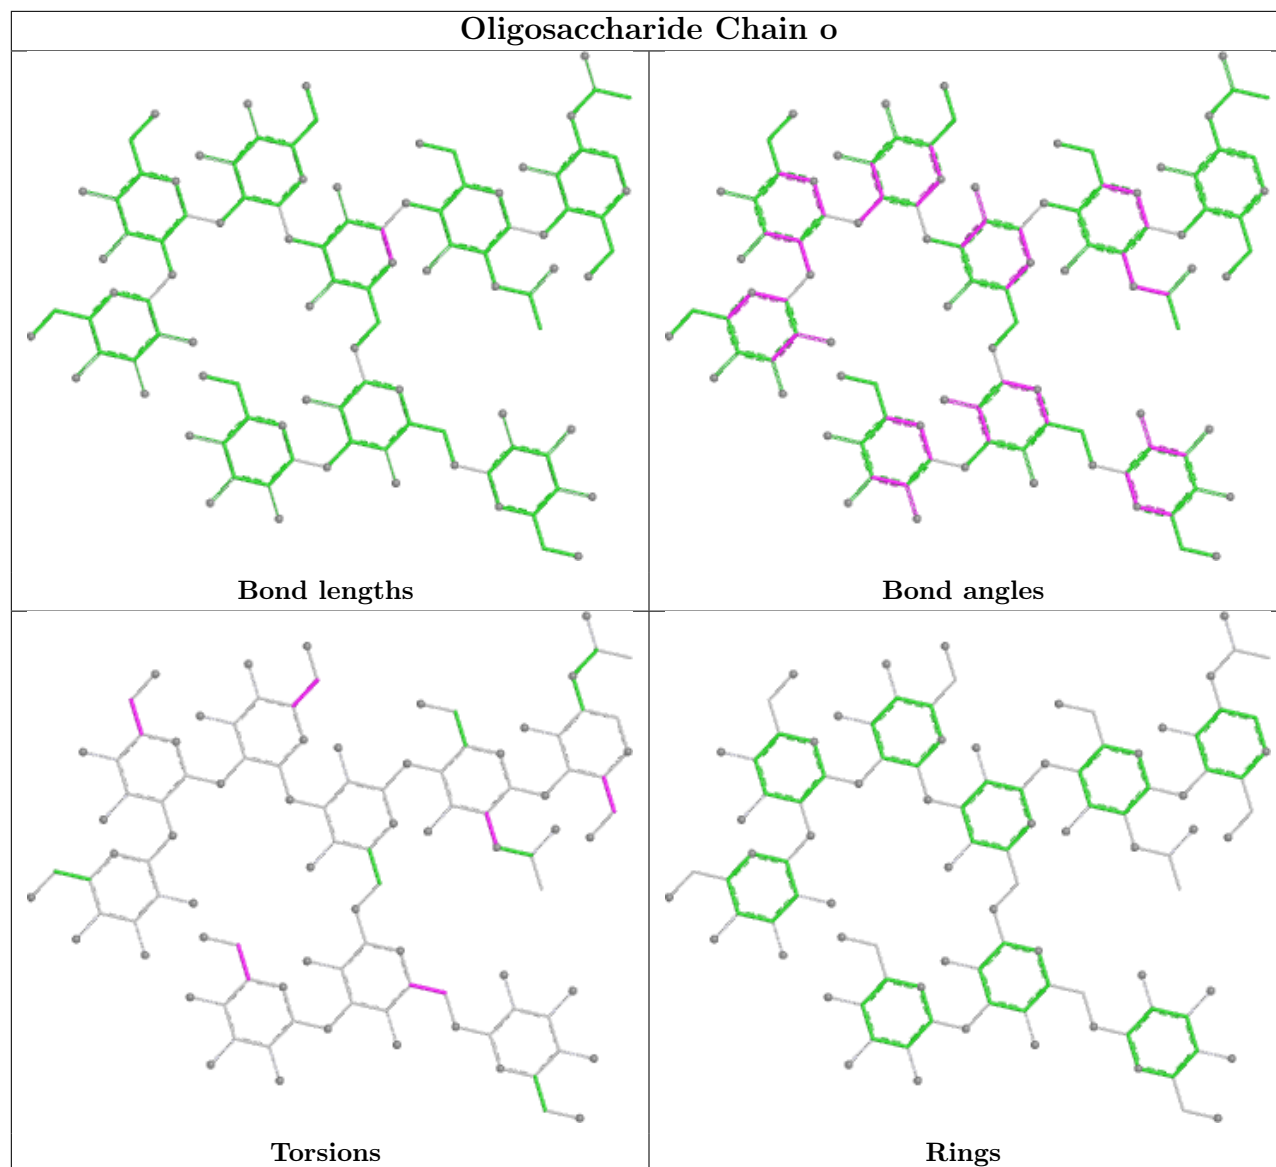 Oligosaccharide Chain o
Bond lengths
Bond angles
Torsions
Rings